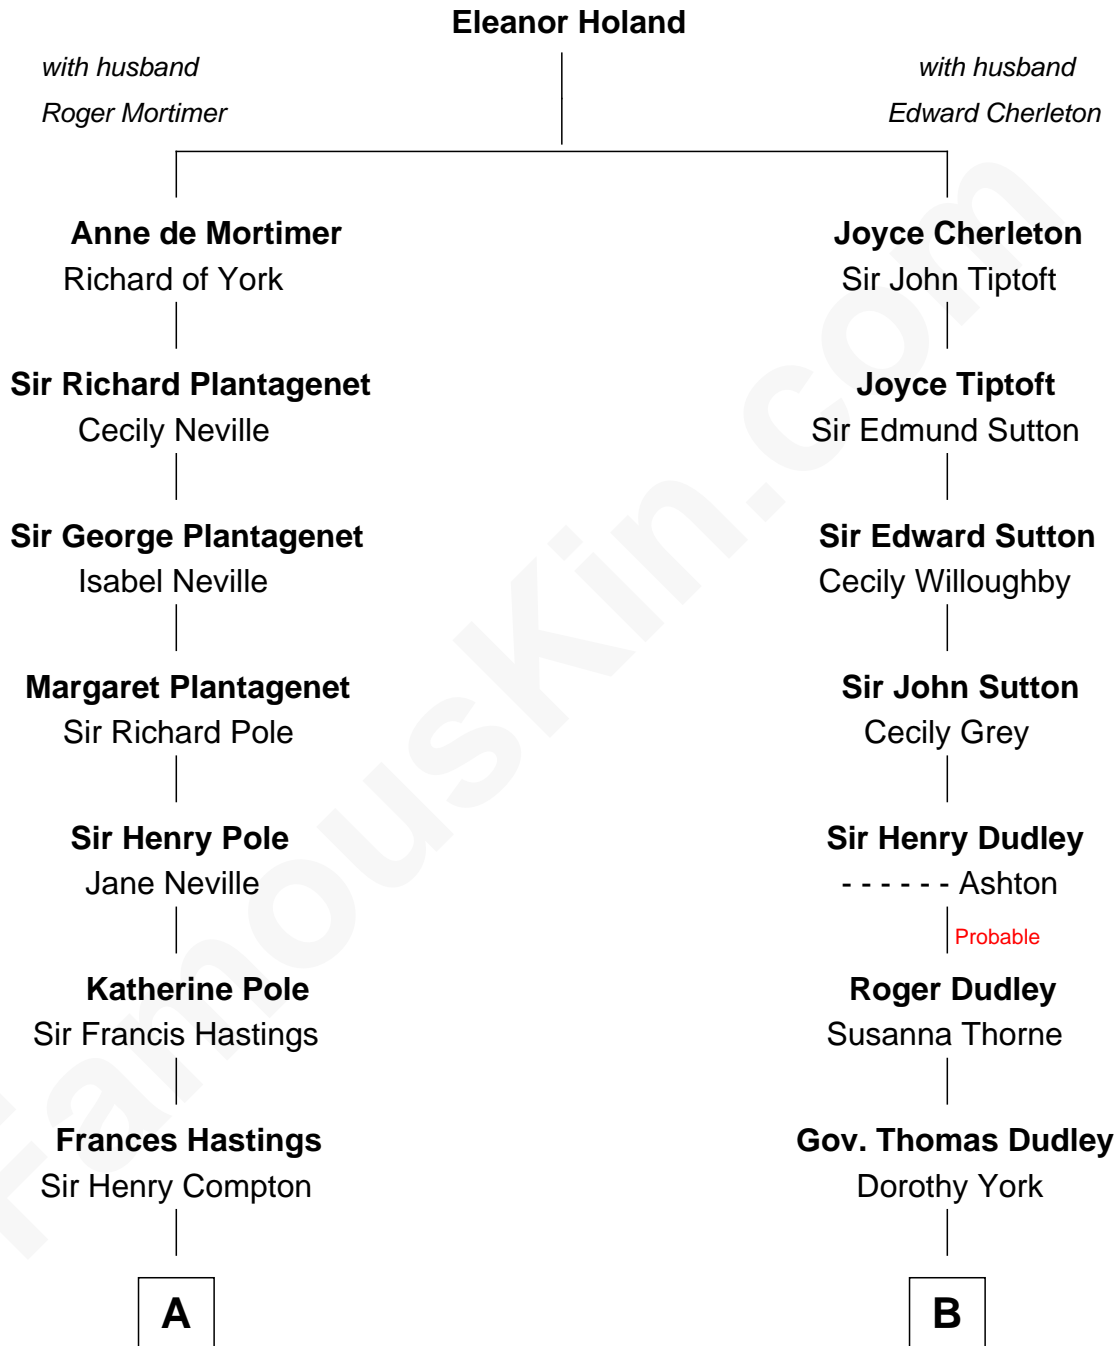 Eleanor Holand
with husband
Roger Mortimer
with husband
Edward Cherleton
Anne de Mortimer
Richard of York
Joyce Cherleton
Sir John Tiptoft
Sir Richard Plantagenet
Cecily Neville
Joyce Tiptoft
Sir Edmund Sutton
Sir George Plantagenet
Isabel Neville
Sir Edward Sutton
Cecily Willoughby
Margaret Plantagenet
Sir Richard Pole
Sir John Sutton
Cecily Grey
Sir Henry Pole
Jane Neville
Sir Henry Dudley
- - - - - - Ashton
Probable
Katherine Pole
Sir Francis Hastings
Roger Dudley
Susanna Thorne
Frances Hastings
Sir Henry Compton
Gov. Thomas Dudley
Dorothy York
A
B
FamousKin.com